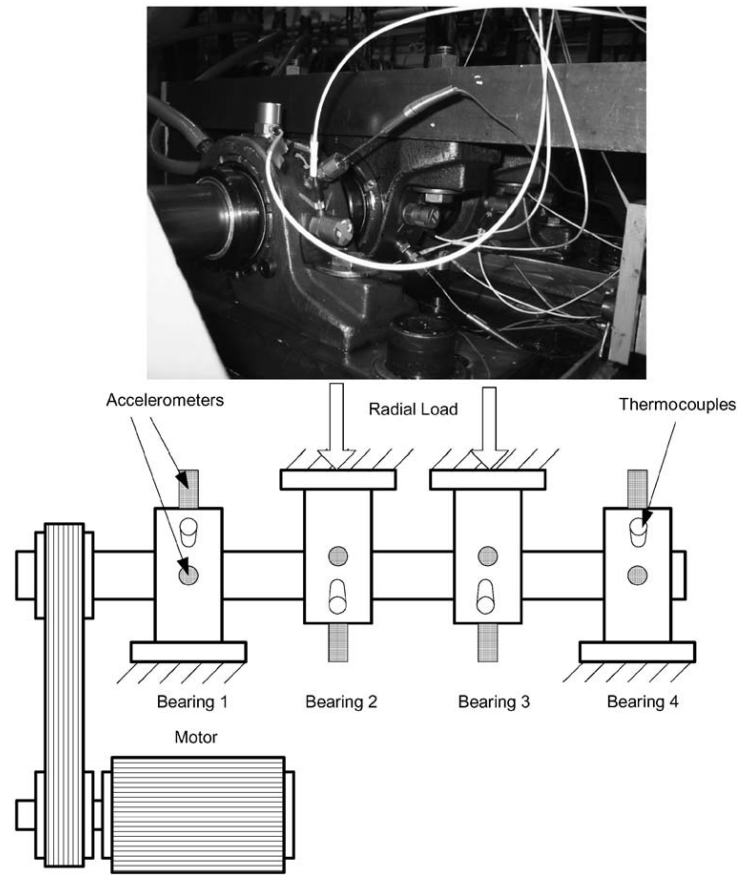 Accelerometers
Radial Load
Thermocouples
Bearing 1
Bearing 2
Bearing 3
Bearing 4
Motor